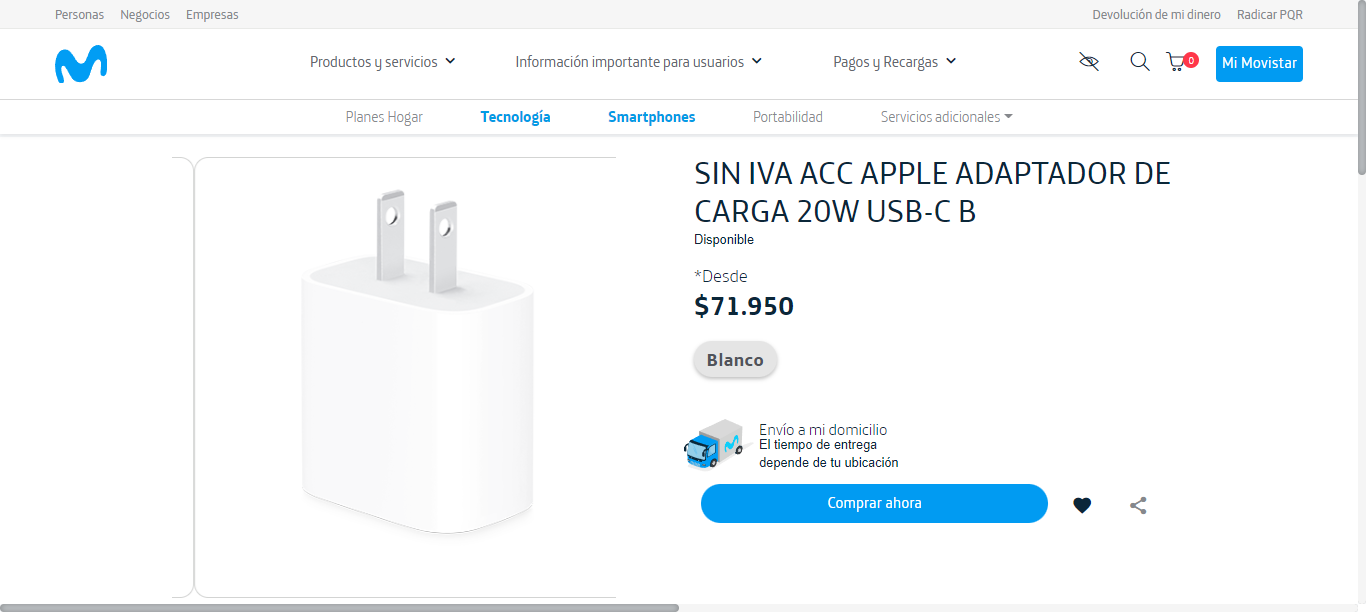 Personas Negocios Empresas Devolución de mi dinero Radicar PQR
Productos y servicios Información importante para usuarios Pagos y Recargas 0 Mi Movistar
Planes Hogar Tecnología Smartphones Portabilidad Servicios adicionales
SIN IVA ACC APPLE ADAPTADOR DE
CARGA 20W USB-C B
Disponible
*Desde
$71.950
Blanco
Envío a mi domicilio
El tiempo de entrega
depende de tu ubicación
Comprar ahora